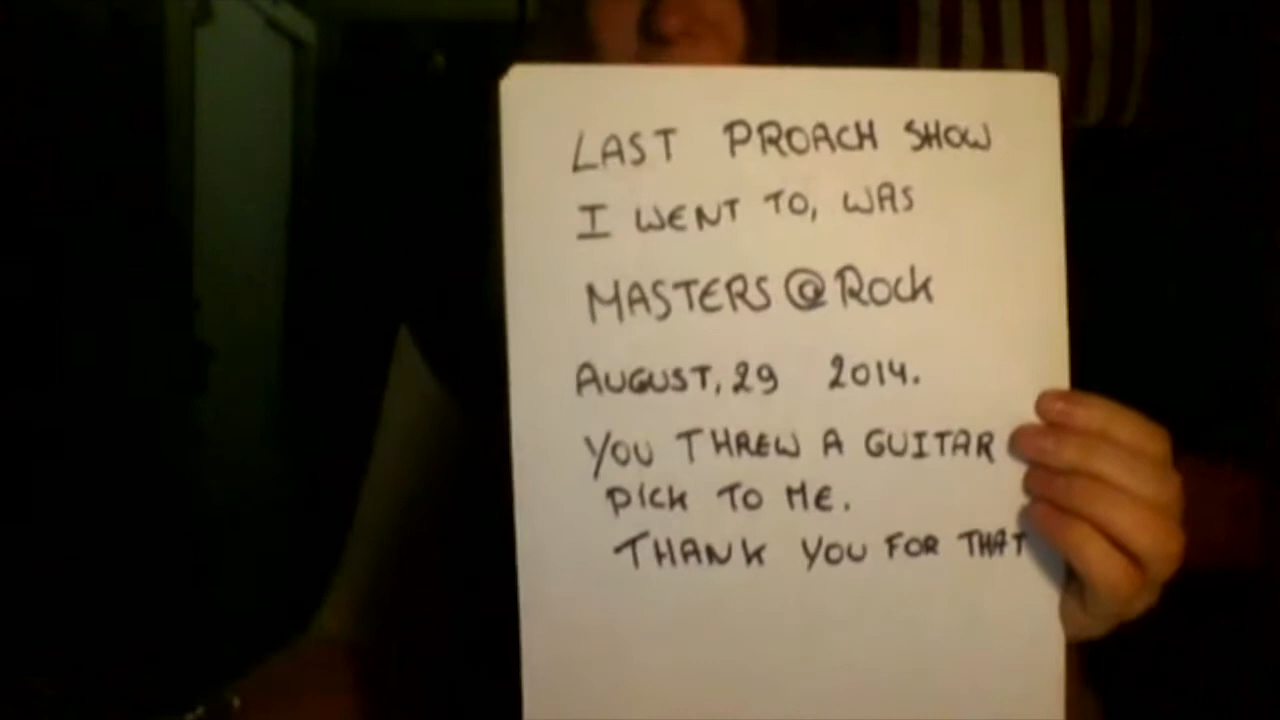 LAST PROACH SHOW
I WENT TO, WAS
MASTERS@ROCK
AUGUST, 29 2014.
YOU THREW A GUITAR
PICK TO ME.
THANK YOU FOR THAT